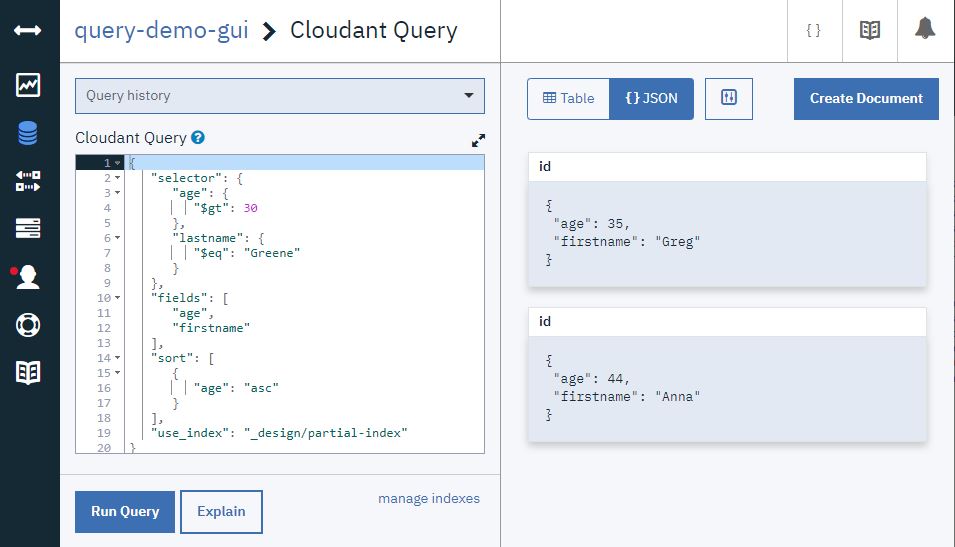 query-demo-gui > Cloudant Query
{ }
Query history
Cloudant Query ?
1 {
2 "selector": {
3 "age": {
4 "$gt": 30
5 },
6 "lastname": {
7 "$eq": "Greene"
8 }
9 },
10 "fields": [
11 "age",
12 "firstname"
13 ],
14 "sort": [
15 {
16 "age": "asc"
17 }
18 ],
19 "use_index": "_design/partial-index"
20 }
Run Query
Explain
manage indexes
Table
{ } JSON
Create Document
id
{
"age": 35,
"firstname": "Greg"
}
id
{
"age": 44,
"firstname": "Anna"
}